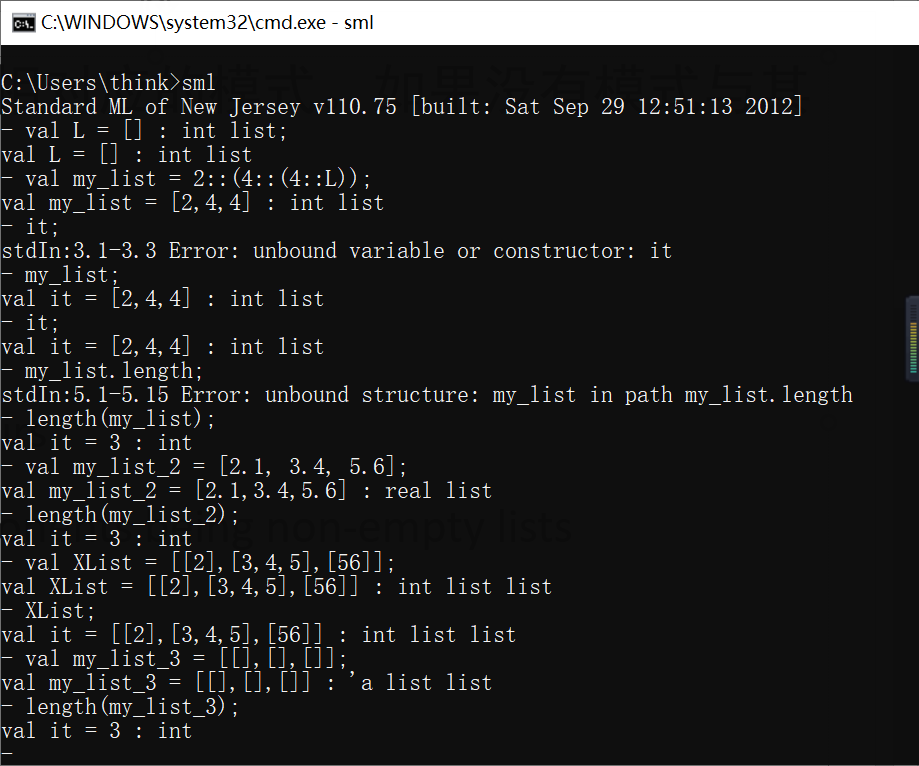 C:\WINDOWS\system32\cmd.exe - sml
C:\Users\think>sml
Standard ML of New Jersey v110.75 [built: Sat Sep 29 12:51:13 2012]
- val L = [] : int list;
val L = [] : int list
- val my_list = 2::(4::(4::L));
val my_list = [2,4,4] : int list
- it;
stdIn:3.1-3.3 Error: unbound variable or constructor: it
- my_list;
val it = [2,4,4] : int list
- it;
val it = [2,4,4] : int list
- my_list.length;
stdIn:5.1-5.15 Error: unbound structure: my_list in path my_list.length
- length(my_list);
val it = 3 : int
- val my_list_2 = [2.1, 3.4, 5.6];
val my_list_2 = [2.1,3.4,5.6] : real list
- length(my_list_2);
val it = 3 : int
- val XList = [[2],[3,4,5],[56]];
val XList = [[2],[3,4,5],[56]] : int list list
- XList;
val it = [[2],[3,4,5],[56]] : int list list
- val my_list_3 = [[],[],[]];
val my_list_3 = [[],[],[]] : 'a list list
- length(my_list_3);
val it = 3 : int
-